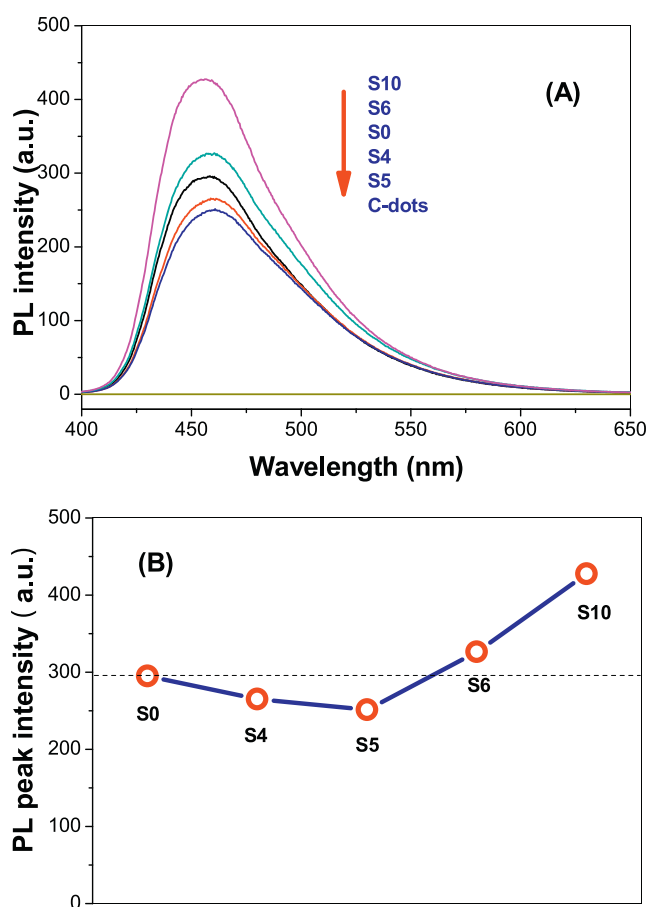 500
400
300
200
100
0
PL intensity (a.u.)
(A)
S10
S6
S0
S4
S5
C-dots
400
450
500
550
600
650
Wavelength (nm)
500
400
300
200
100
0
PL peak intensity ( a.u.)
(B)
S0
S4
S5
S6
S10